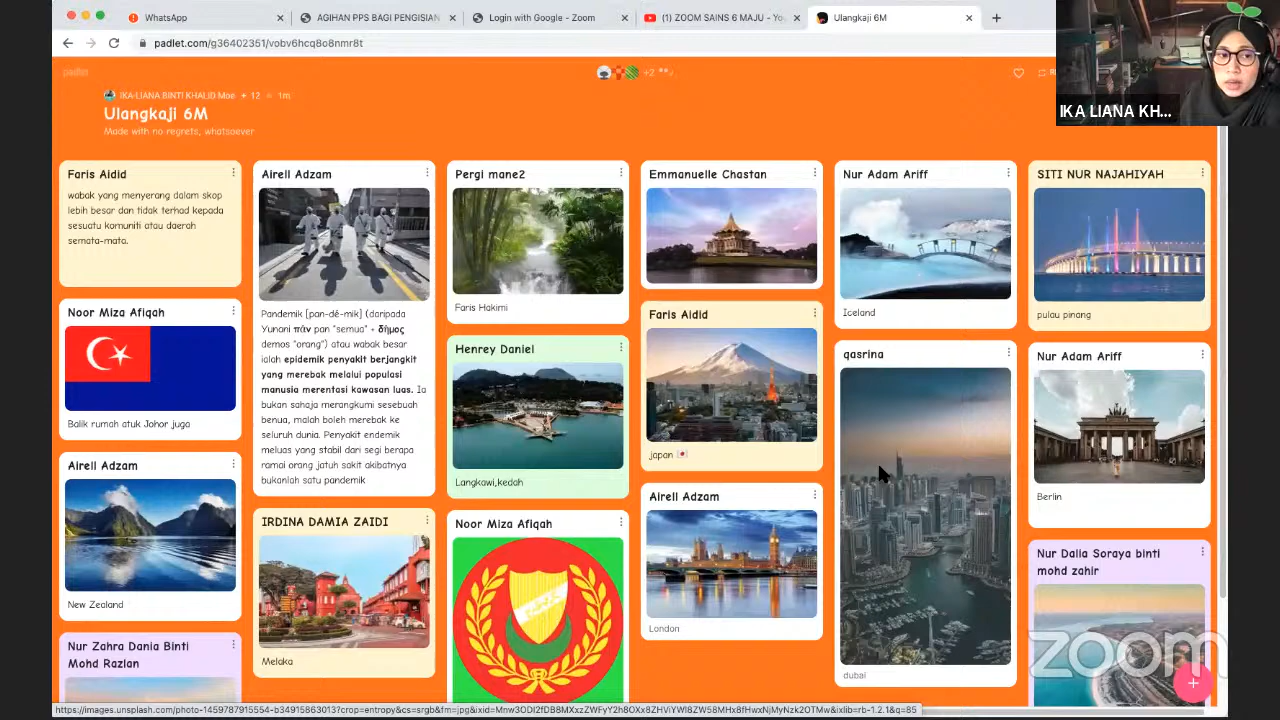 WhatsApp
AGIHAN PPS BAGI PENGISIAN
Login with Google - Zoom
(1) ZOOM SAINS 6 MAJU - Yo
Ulangkaji 6M
padlet.com/g36402351/vobv6hcq8o8nmr8t
padlet
+2
IKA LIANA KH...
IKA-LIANA BINTI KHALID Moe + 12 1m
Ulangkaji 6M
Made with no regrets, whatsoever
Faris Aidid
wabak yang menyerang dalam skop
lebih besar dan tidak terhad kepada
sesuatu komuniti atau daerah
semata-mata.
Noor Miza Afiqah
Balik rumah atuk Johor juga
Airell Adzam
New Zealand
Nur Zahra Dania Binti
Mohd Razlan
Airell Adzam
Pandemik [pan-dé-mik] (daripada
Yunani πᾶν pan "semua" + δῆμος
demos "orang") atau wabak besar
ialah epidemik penyakit berjangkit
yang merebak melalui populasi
manusia merentasi kawasan luas. Ia
bukan sahaja merangkumi sesebuah
benua, malah boleh merebak ke
seluruh dunia. Penyakit endemik
meluas yang stabil dari segi berapa
ramai orang jatuh sakit akibatnya
bukanlah satu pandemik
IRDINA DAMIA ZAIDI
Melaka
Pergi mane2
Faris Hakimi
Henrey Daniel
Langkawi,kedah
Noor Miza Afiqah
Emmanuelle Chastan
Faris Aidid
japan 🇯🇵
Airell Adzam
London
Nur Adam Ariff
Iceland
qasrina
dubai
SITI NUR NAJAHIYAH
pulau pinang
Nur Adam Ariff
Berlin
Nur Dalia Soraya binti
mohd zahir
zoom